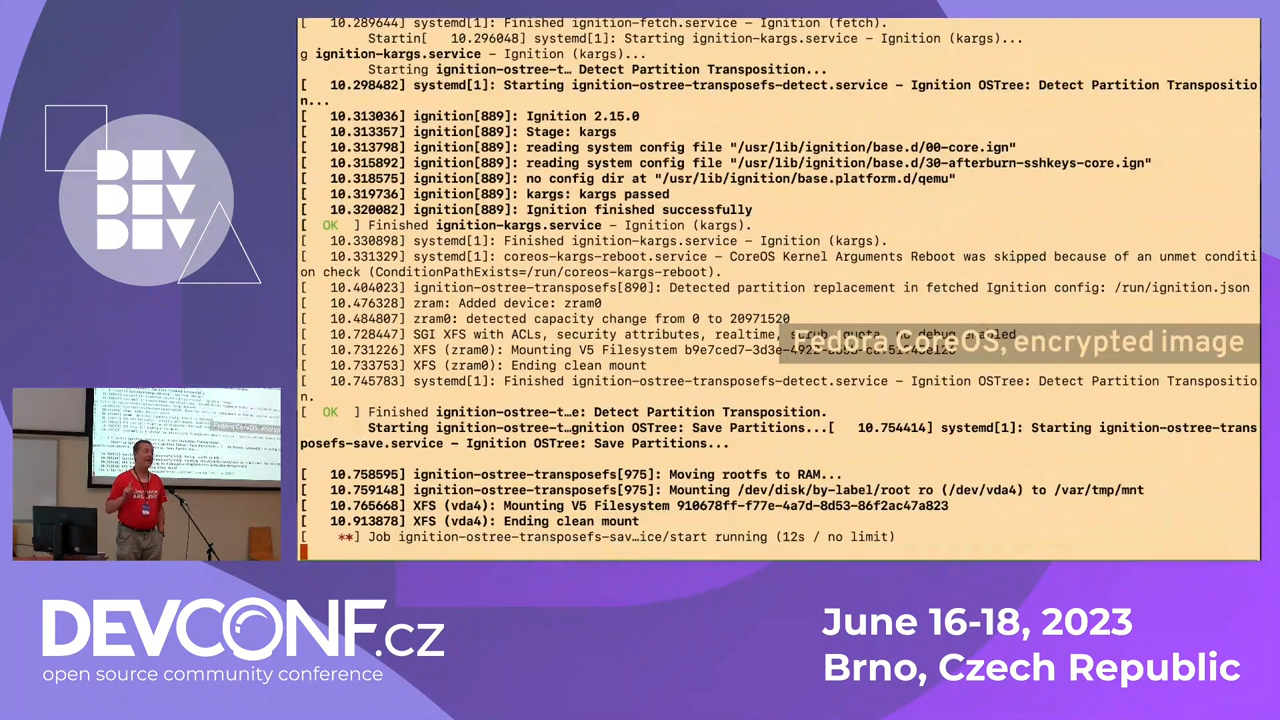 [   10.289644] systemd[1]: Finished ignition-fetch.service - Ignition (fetch).
Startin[   10.296048] systemd[1]: Starting ignition-kargs.service - Ignition (kargs)...
g ignition-kargs.service - Ignition (kargs)...
Starting ignition-ostree-t… Detect Partition Transposition...
[   10.298482] systemd[1]: Starting ignition-ostree-transposefs-detect.service - Ignition OSTree: Detect Partition Transpositio
n...
[   10.313036] ignition[889]: Ignition 2.15.0
[   10.313357] ignition[889]: Stage: kargs
[   10.313798] ignition[889]: reading system config file "/usr/lib/ignition/base.d/00-core.ign"
[   10.315892] ignition[889]: reading system config file "/usr/lib/ignition/base.d/30-afterburn-sshkeys-core.ign"
[   10.318575] ignition[889]: no config dir at "/usr/lib/ignition/base.platform.d/qemu"
[   10.319736] ignition[889]: kargs: kargs passed
[   10.320082] ignition[889]: Ignition finished successfully
[  OK  ] Finished ignition-kargs.service - Ignition (kargs).
[   10.330898] systemd[1]: Finished ignition-kargs.service - Ignition (kargs).
[   10.331329] systemd[1]: coreos-kargs-reboot.service - CoreOS Kernel Arguments Reboot was skipped because of an unmet conditi
on check (ConditionPathExists=/run/coreos-kargs-reboot).
[   10.404023] ignition-ostree-transposefs[890]: Detected partition replacement in fetched Ignition config: /run/ignition.json
[   10.476328] zram: Added device: zram0
[   10.484807] zram0: detected capacity change from 0 to 20971520
[   10.728447] SGI XFS with ACLs, security attributes, realtime, scrub, quota, no debug enabled
Fedora CoreOS, encrypted image
[   10.731226] XFS (zram0): Mounting V5 Filesystem
[   10.733753] XFS (zram0): Ending clean mount
[   10.745783] systemd[1]: Finished ignition-ostree-transposefs-detect.service - Ignition OSTree: Detect Partition Transpositio
n.
[  OK  ] Finished ignition-ostree-t…e: Detect Partition Transposition.
Starting ignition-ostree-t…gnition OSTree: Save Partitions...[   10.754414] systemd[1]: Starting ignition-ostree-trans
posefs-save.service - Ignition OSTree: Save Partitions...
[   10.758595] ignition-ostree-transposefs[975]: Moving rootfs to RAM...
[   10.759148] ignition-ostree-transposefs[975]: Mounting /dev/disk/by-label/root ro (/dev/vda4) to /var/tmp/mnt
[   10.765668] XFS (vda4): Mounting V5 Filesystem 910678ff-f77e-4a7d-8d53-86f2ac47a823
[   10.913878] XFS (vda4): Ending clean mount
[    **] Job ignition-ostree-transposefs-sav…ice/start running (12s / no limit)
DEV
DEV
DEV
DEVCONF.cz
open source community conference
June 16-18, 2023
Brno, Czech Republic